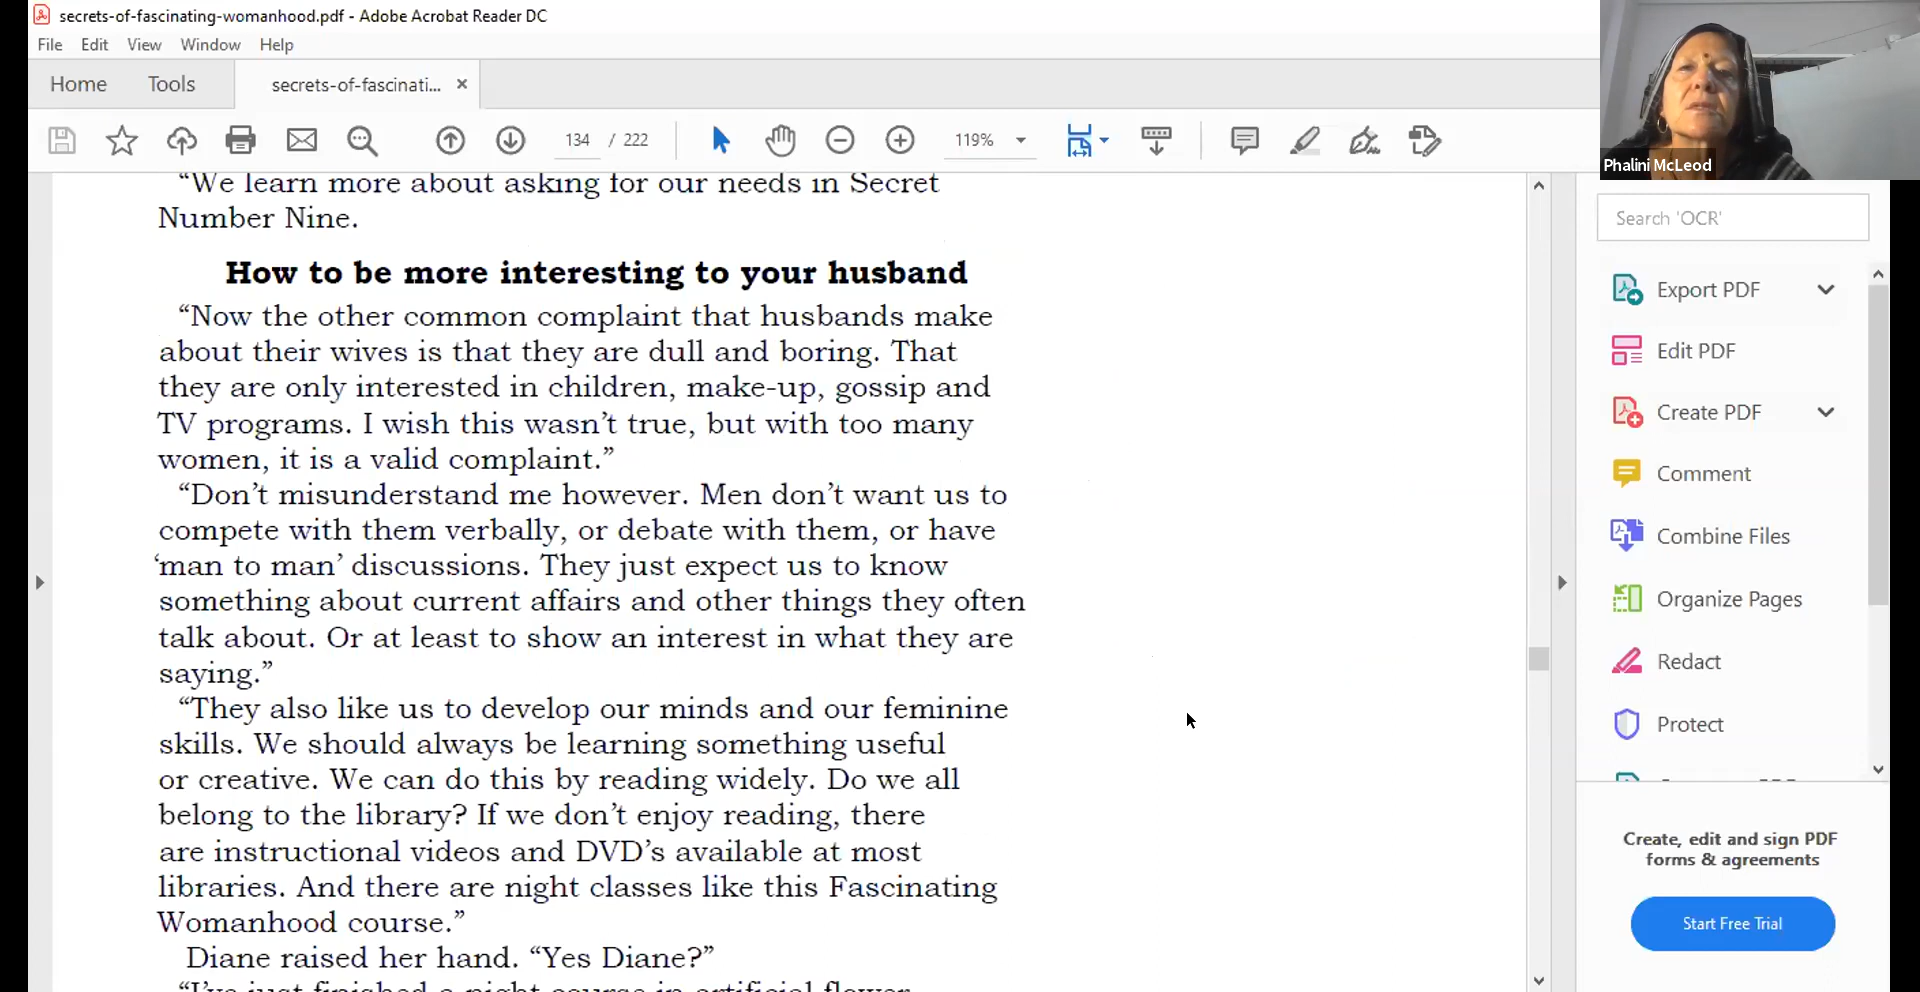 secrets-of-fascinating-womanhood.pdf - Adobe Acrobat Reader DC
File Edit View Window Help
Home Tools secrets-of-fascinati... ×
134 / 222 119%
Phalini McLeod
“We learn more about asking for our needs in Secret
Number Nine.
How to be more interesting to your husband
“Now the other common complaint that husbands make
about their wives is that they are dull and boring. That
they are only interested in children, make-up, gossip and
TV programs. I wish this wasn’t true, but with too many
women, it is a valid complaint.”
“Don’t misunderstand me however. Men don’t want us to
compete with them verbally, or debate with them, or have
‘man to man’ discussions. They just expect us to know
something about current affairs and other things they often
talk about. Or at least to show an interest in what they are
saying.”
“They also like us to develop our minds and our feminine
skills. We should always be learning something useful
or creative. We can do this by reading widely. Do we all
belong to the library? If we don’t enjoy reading, there
are instructional videos and DVD’s available at most
libraries. And there are night classes like this Fascinating
Womanhood course.”
Diane raised her hand. “Yes Diane?”
“I’ve just finished a night course in artificial flower
Search 'OCR'
Export PDF
Edit PDF
Create PDF
Comment
Combine Files
Organize Pages
Redact
Protect
Create, edit and sign PDF
forms & agreements
Start Free Trial